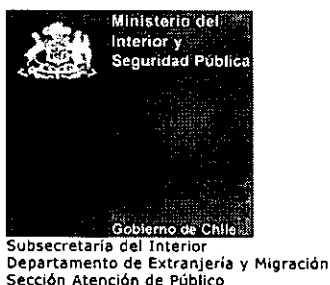 Ministerio del
Interior y
Seguridad Pública
Gobierno de Chile
Subsecretaría del Interior
Departamento de Extranjería y Migración
Sección Atención de Público